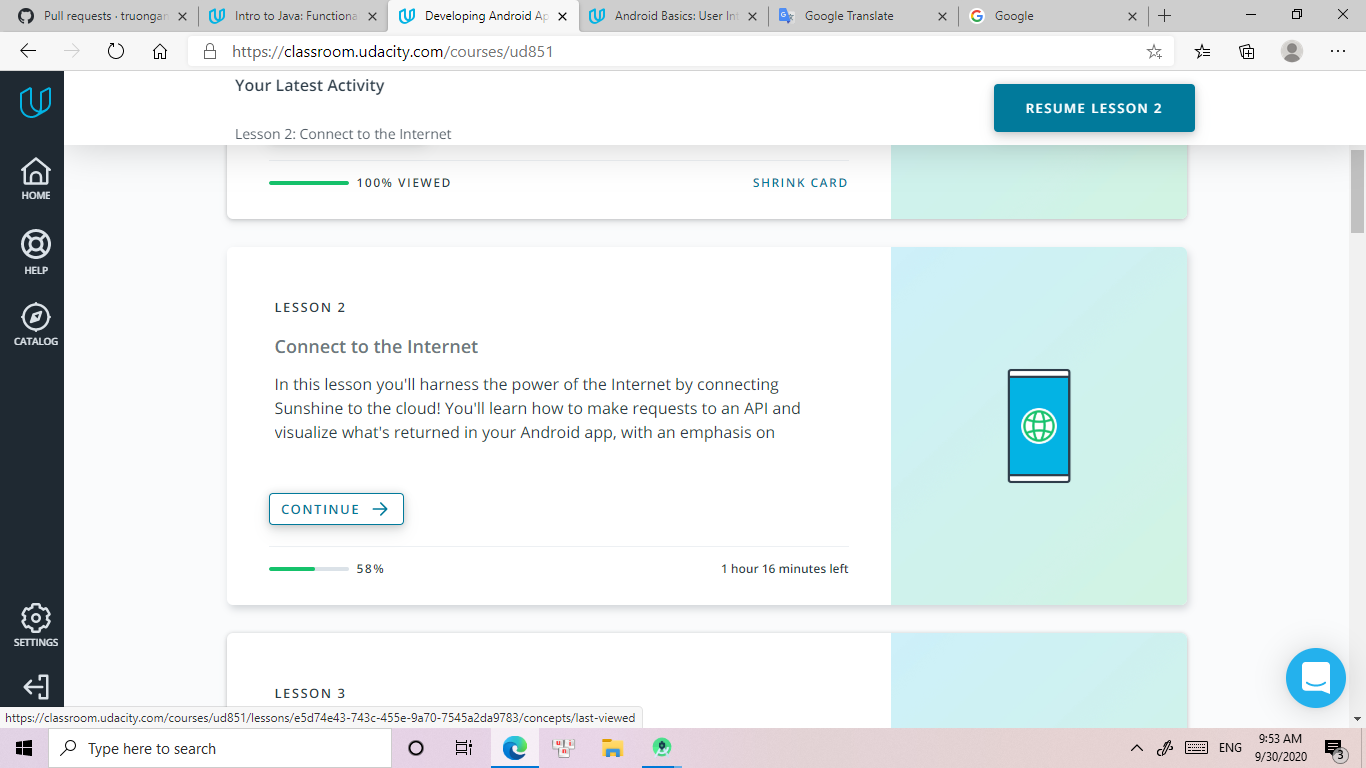 Pull requests · truongan
Intro to Java: Functiona
Developing Android Ap
Android Basics: User Int
Google Translate
Google
https://classroom.udacity.com/courses/ud851
Your Latest Activity
Lesson 2: Connect to the Internet
RESUME LESSON 2
HOME
HELP
CATALOG
SETTINGS
100% VIEWED
SHRINK CARD
LESSON 2
Connect to the Internet
In this lesson you'll harness the power of the Internet by connecting
Sunshine to the cloud! You'll learn how to make requests to an API and
visualize what's returned in your Android app, with an emphasis on
CONTINUE
58%
1 hour 16 minutes left
LESSON 3
https://classroom.udacity.com/courses/ud851/lessons/e5d74e43-743c-455e-9a70-7545a2da9783/concepts/last-viewed
Type here to search
ENG
9:53 AM
9/30/2020
3